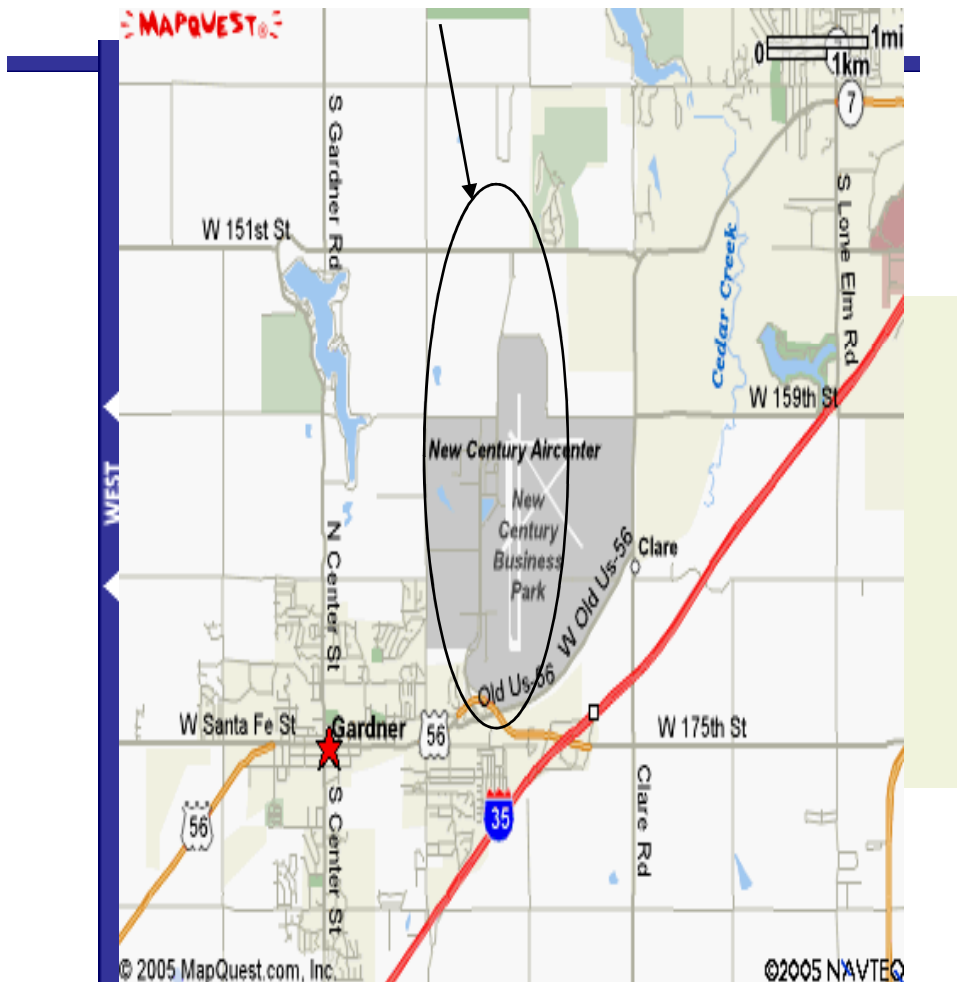 MAPQUEST®
0 1mi
1km
7
S Gardner Rd
S Lone Elm Rd
W 151st St
Cedar Creek
W 159th St
New Century Aircenter
New
Century
Business
Park
WEST
N Center St
Clare
W Old Us-56
Old Us-56
W Santa Fe St
Gardner
56
W 175th St
56
35
S Center St
Clare Rd
© 2005 MapQuest.com, Inc.
©2005 NAVTEQ